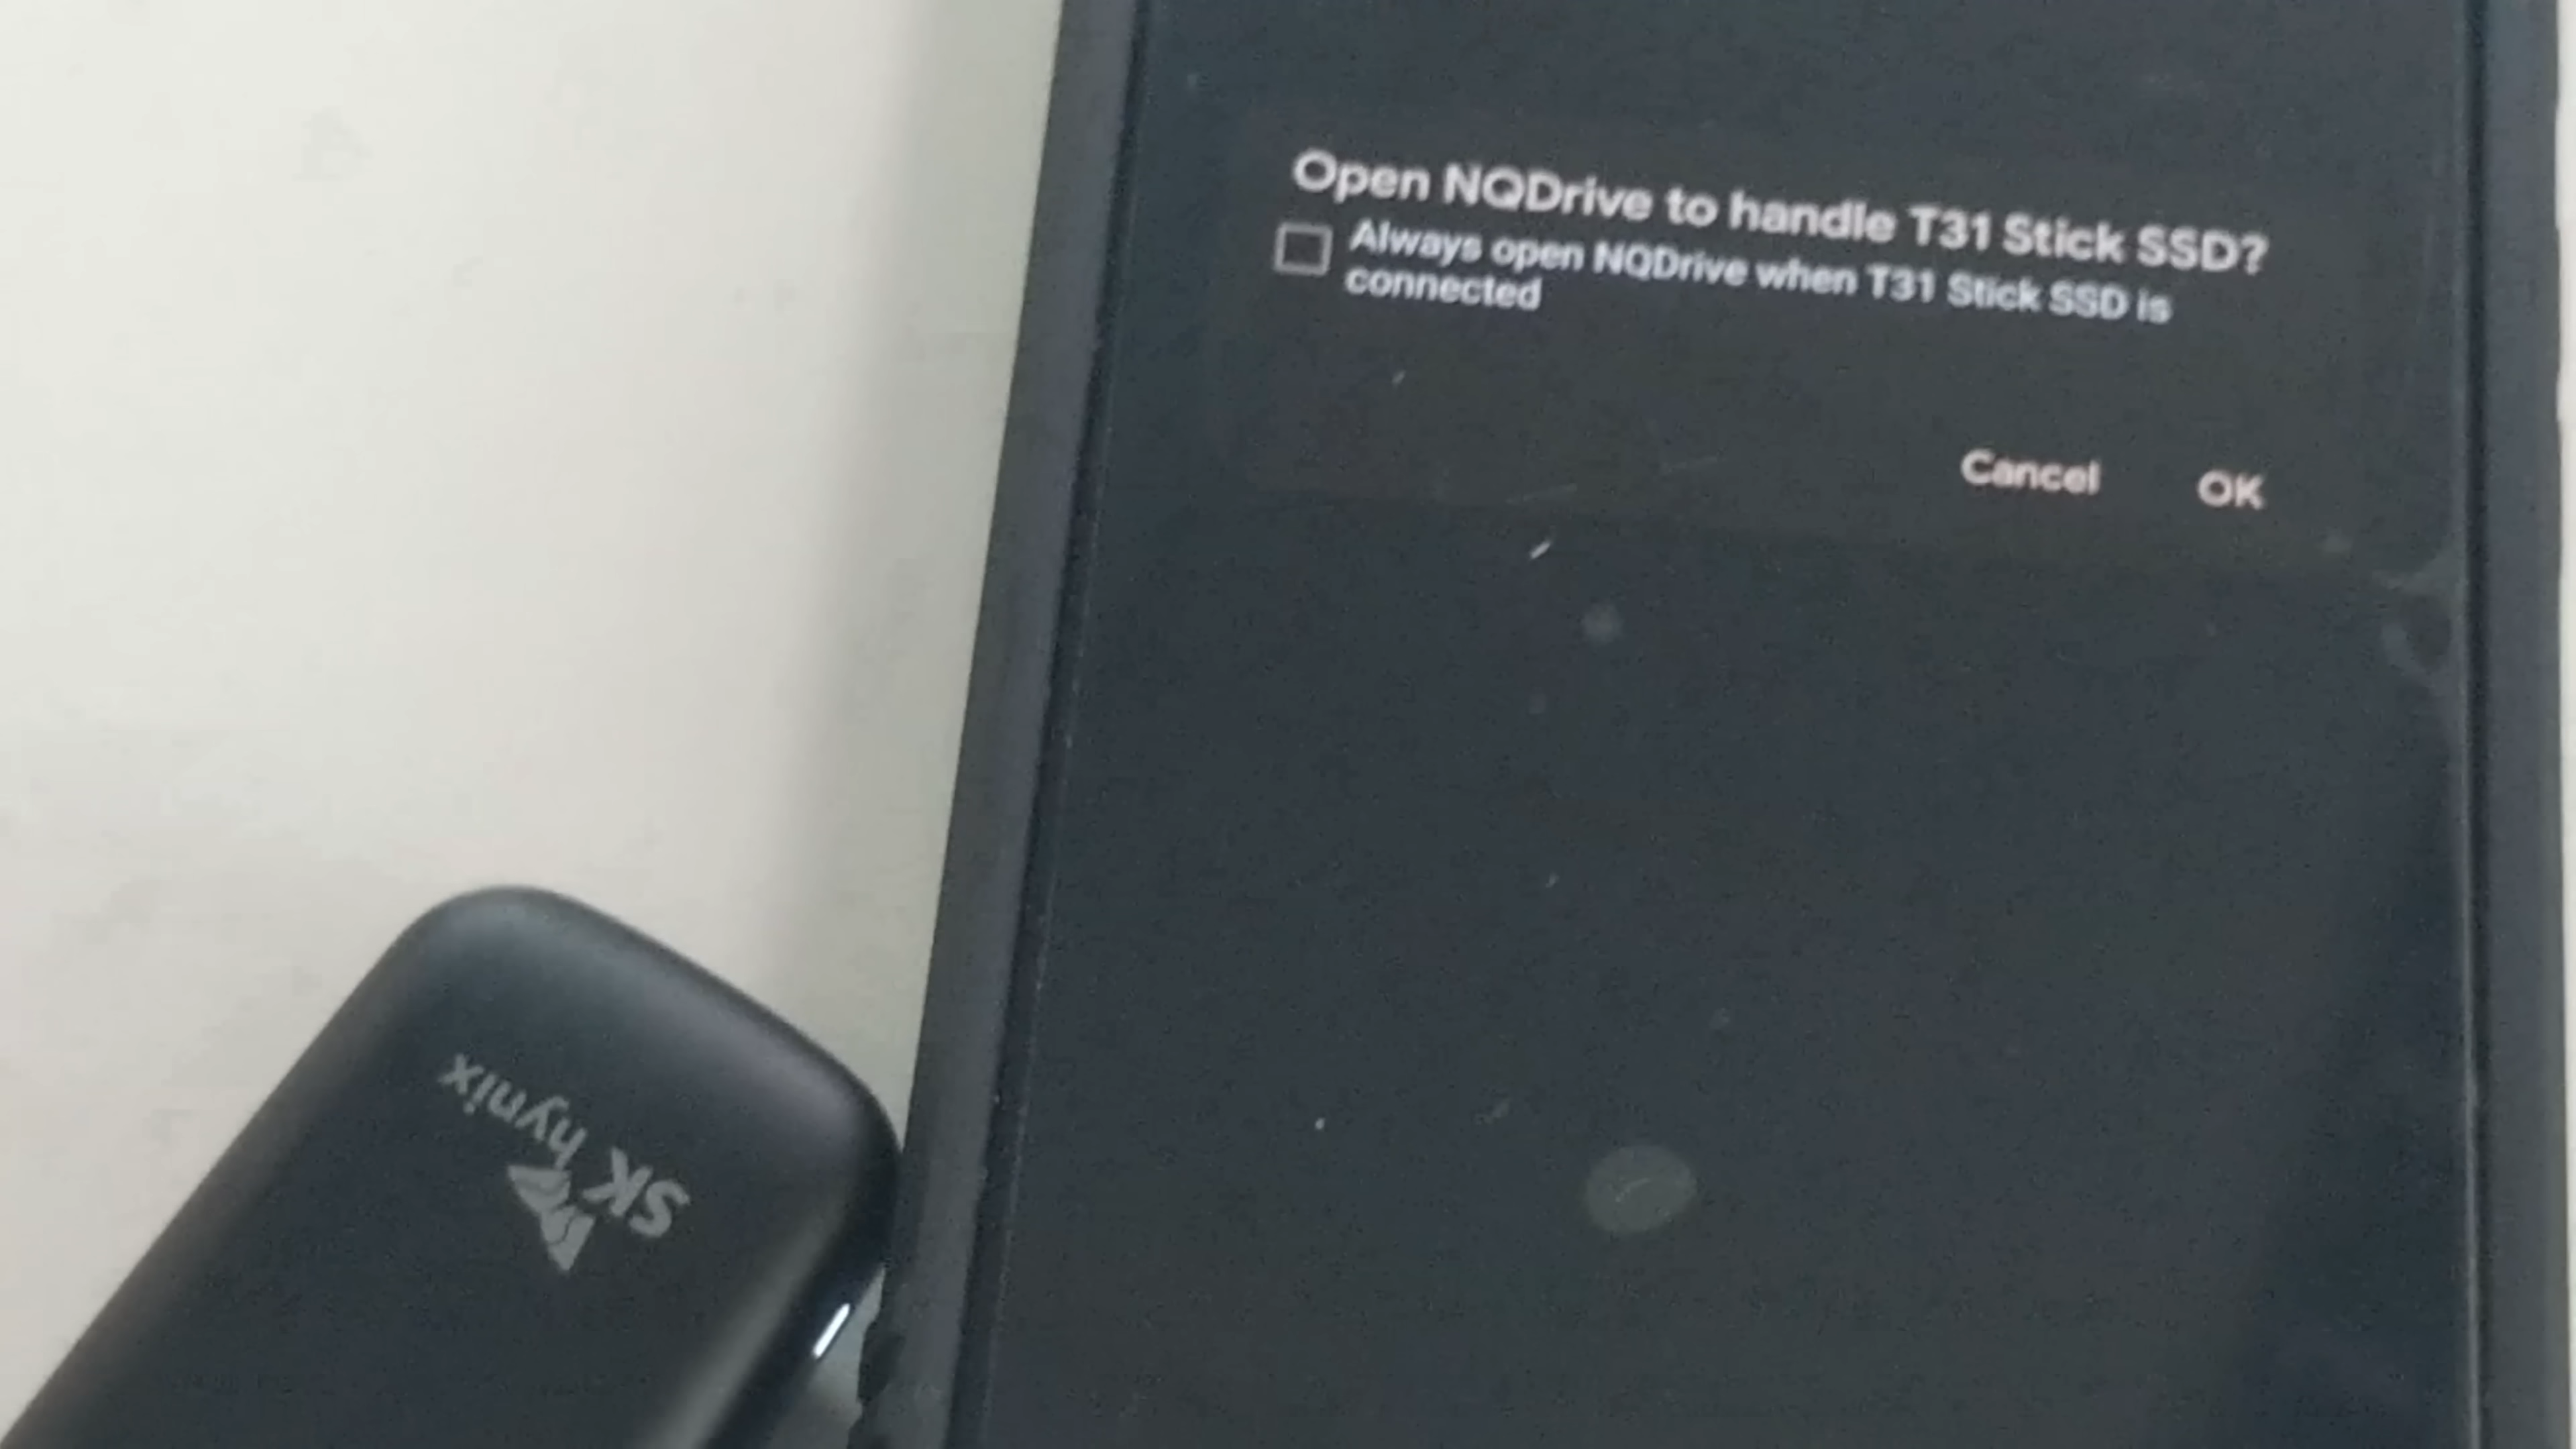 Open NQDrive to handle T31 Stick SSD?
Always open NQDrive when T31 Stick SSD is
connected
Cancel OK
SK hynix